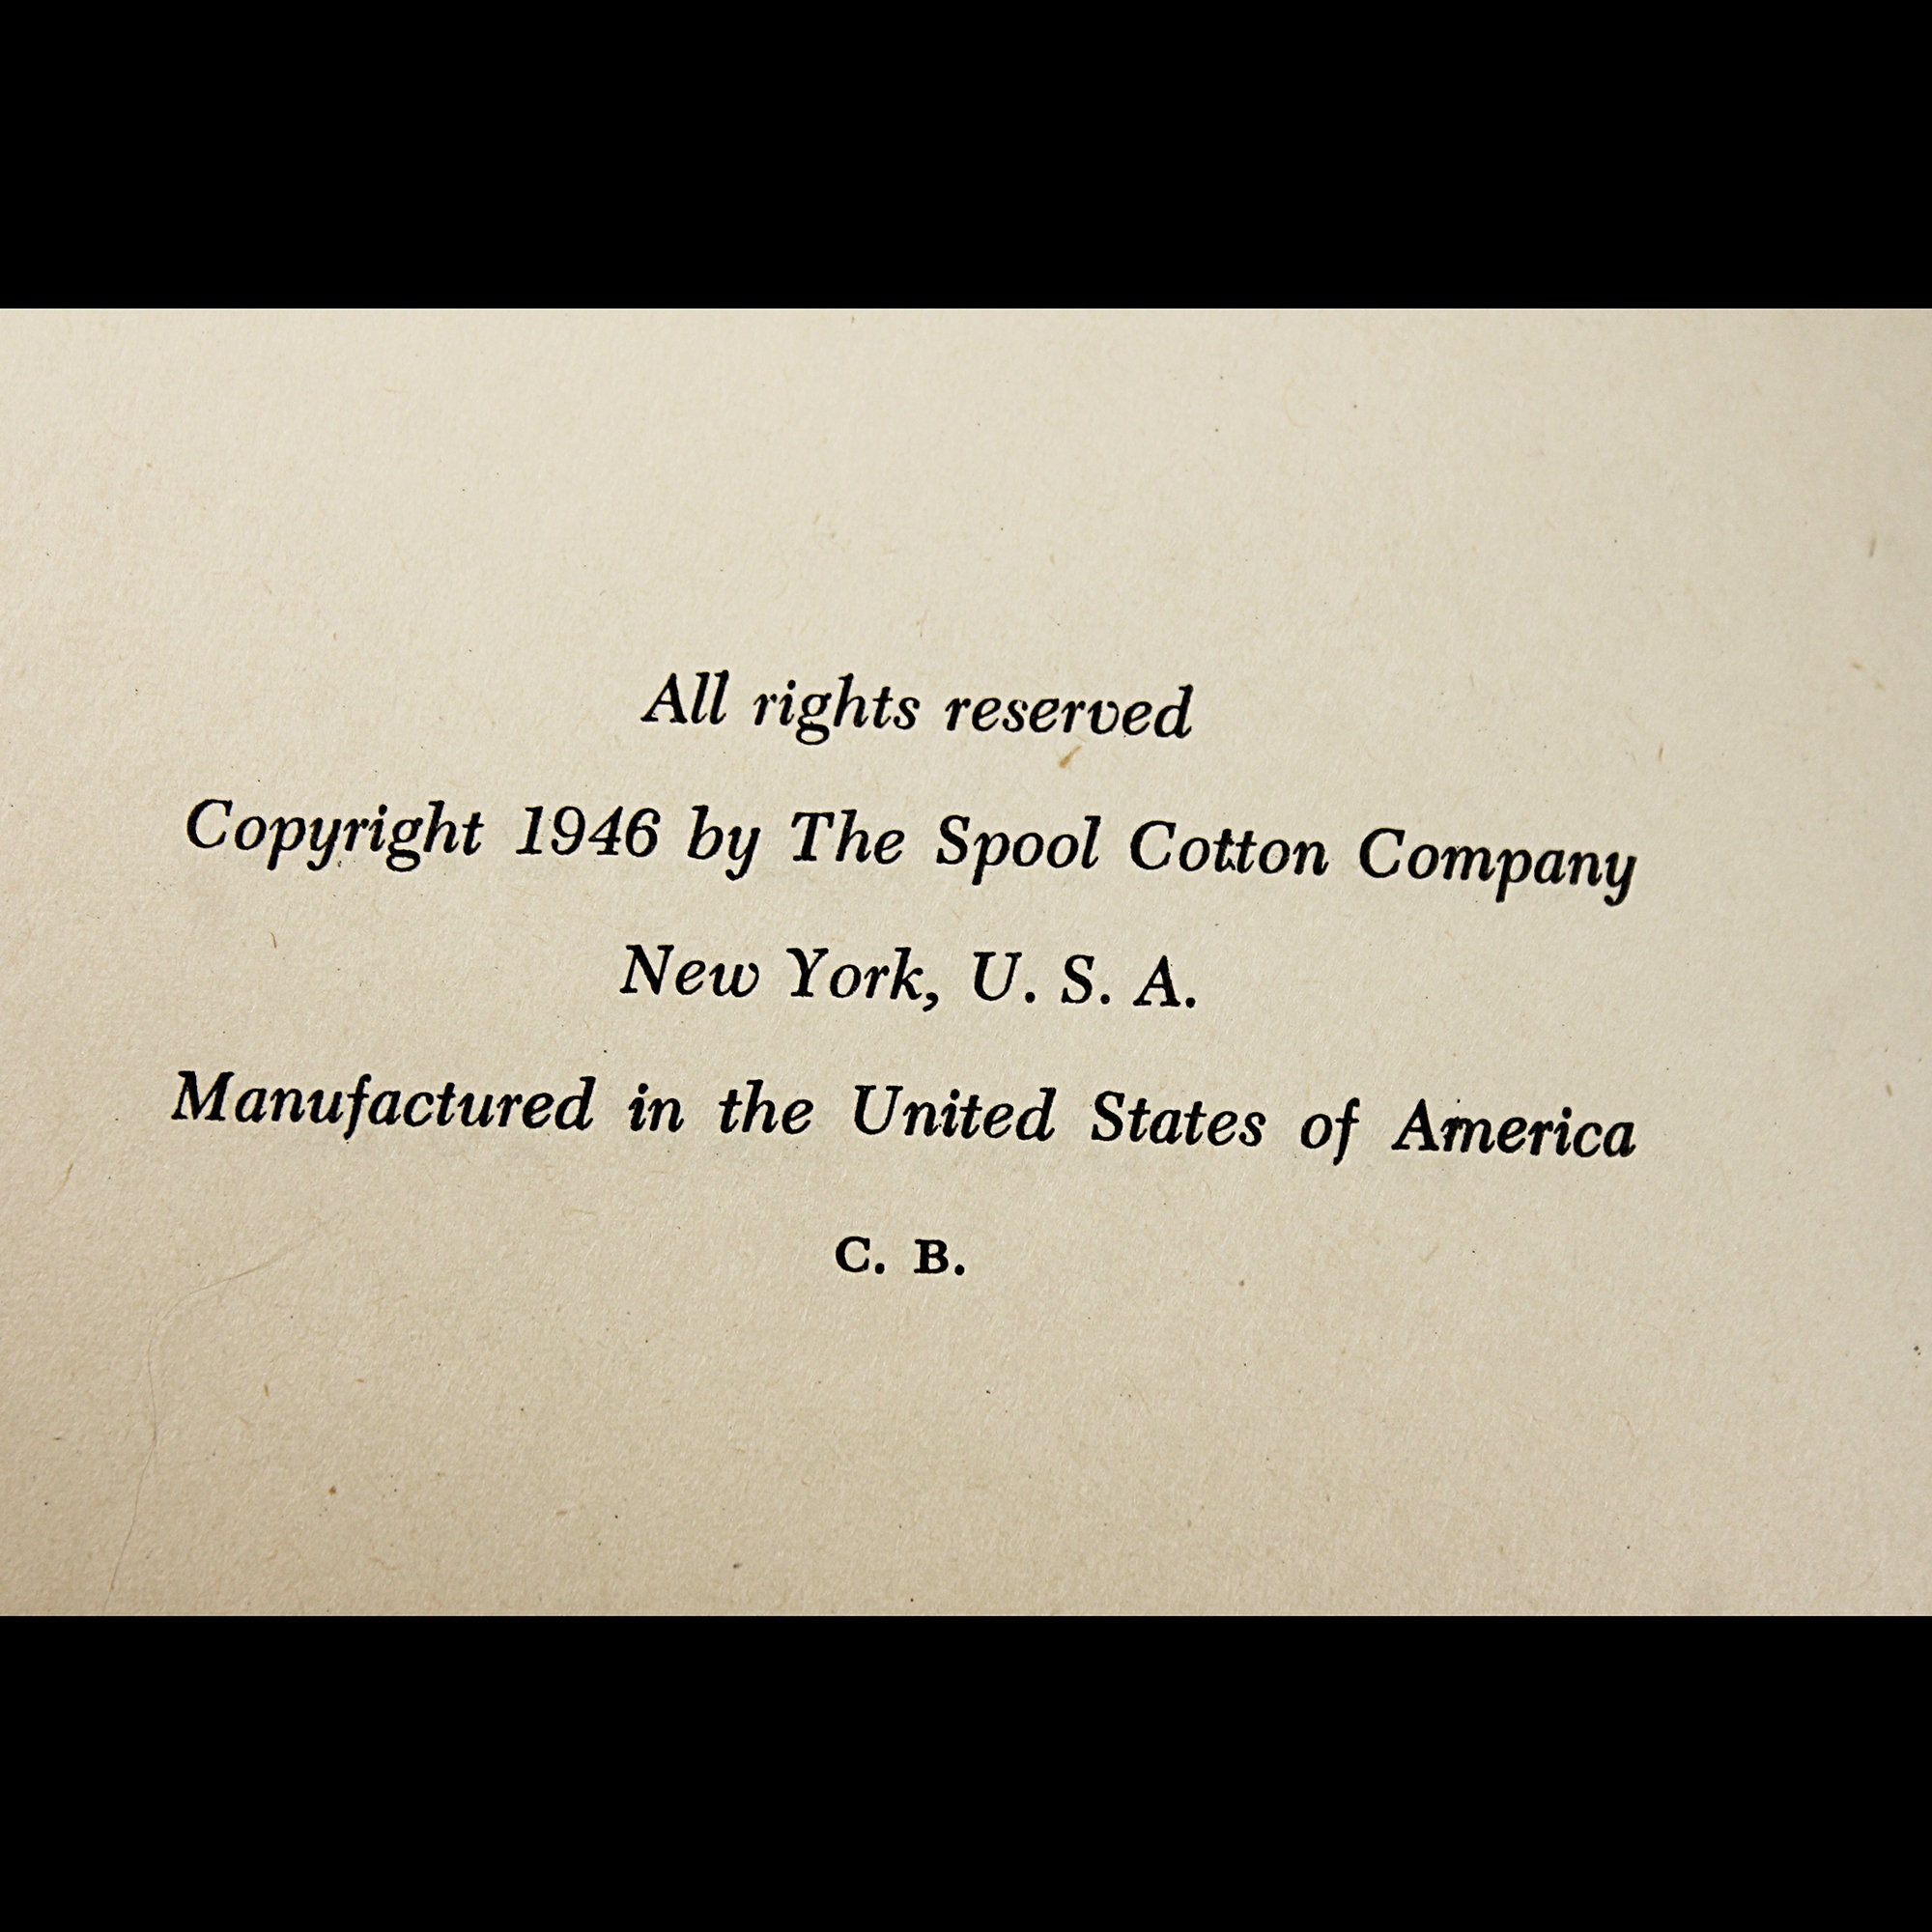 All rights reserved
Copyright 1946 by The Spool Cotton Company
New York, U. S. A.
Manufactured in the United States of America
C. B.